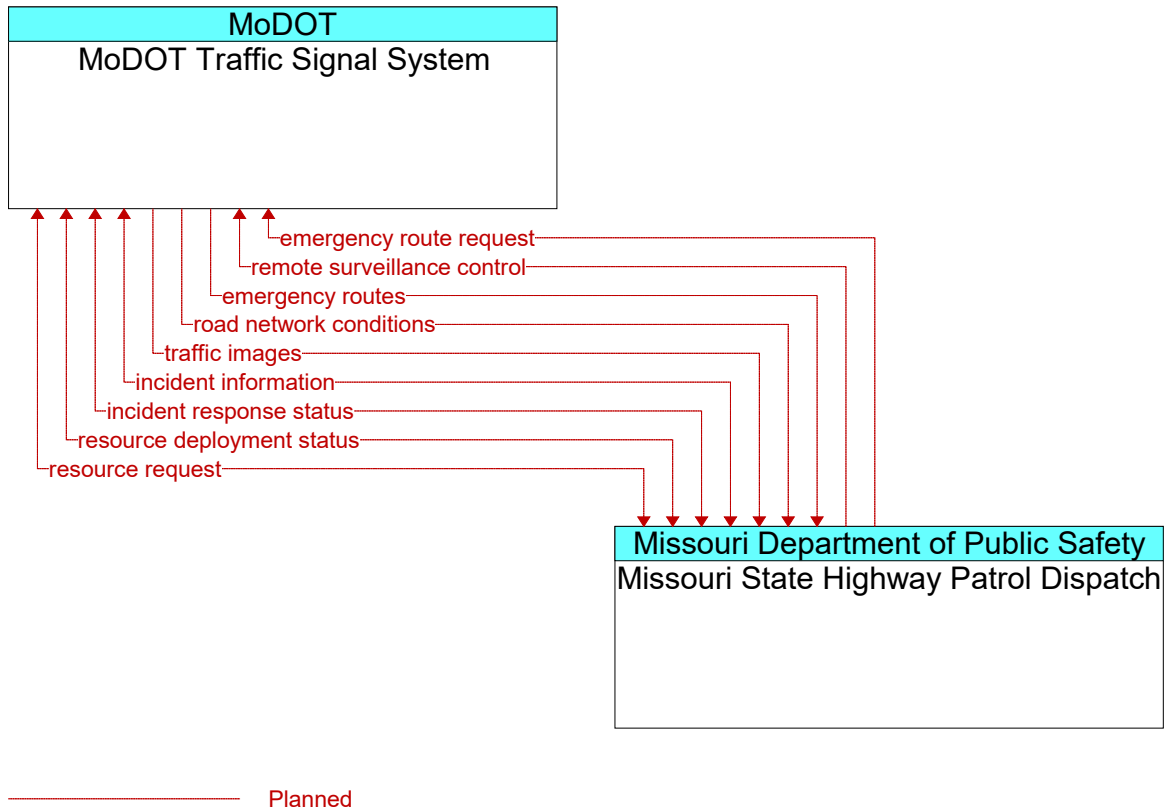 MoDOT
MoDOT Traffic Signal System
emergency route request
remote surveillance control
emergency routes
road network conditions
traffic images
incident information
incident response status
resource deployment status
resource request
Missouri Department of Public Safety
Missouri State Highway Patrol Dispatch
Planned